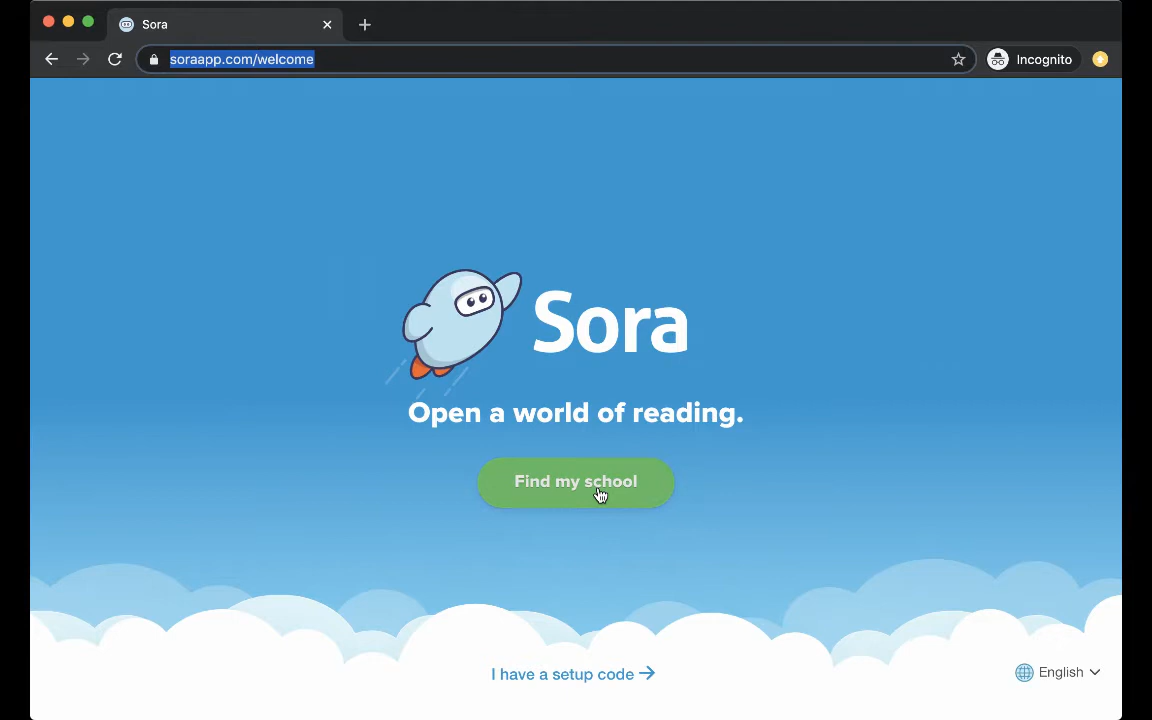 Sora
soraapp.com/welcome
Incognito
Sora
Open a world of reading.
Find my school
I have a setup code →
English